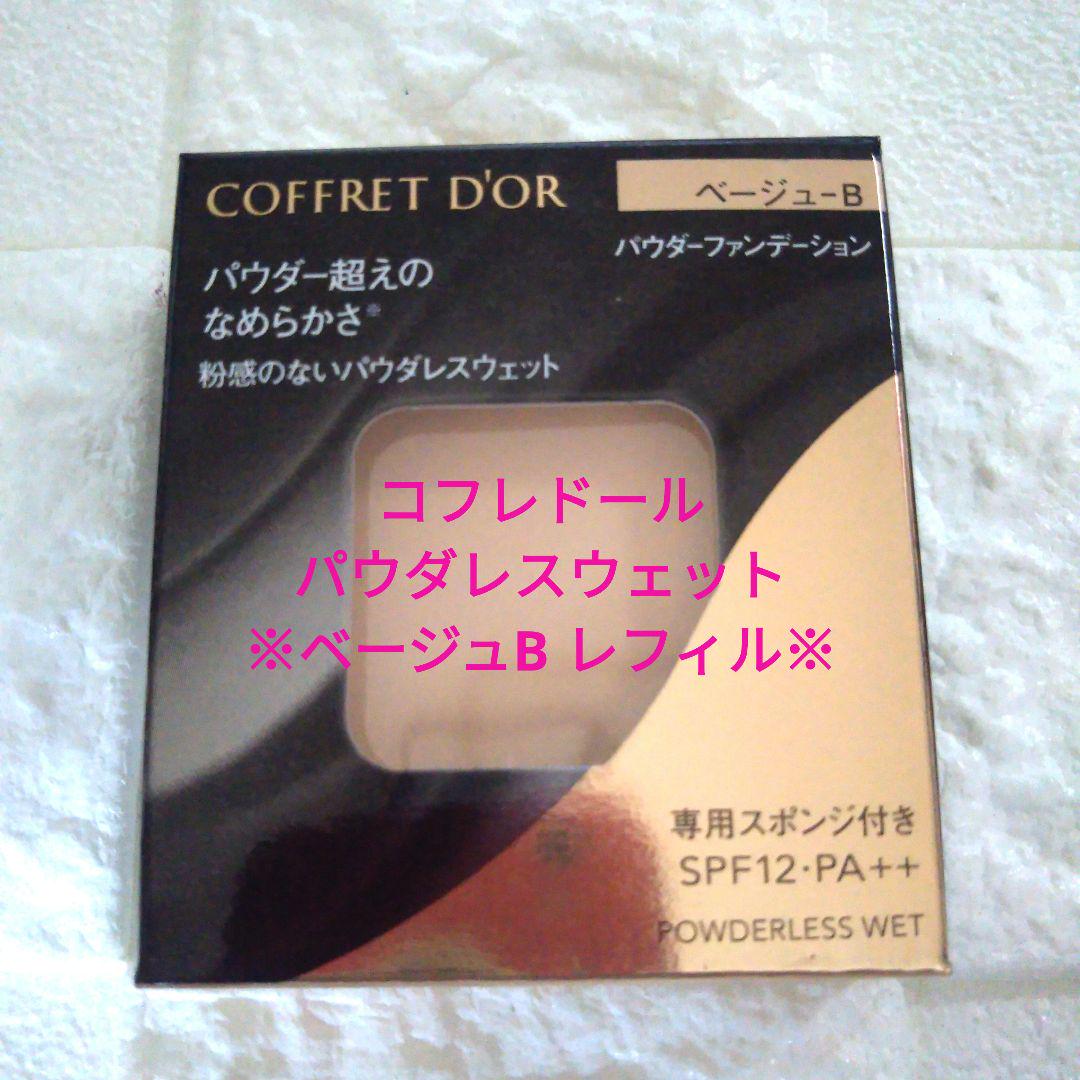 COFFRET D'OR
ベージュ-B
パウダーファンデーション
パウダー超えの
なめらかさ※
粉感のないパウダレスウェット
コフレドール
パウダレスウェット
※ベージュB レフィル※
専用スポンジ付き
SPF12・PA++
POWDERLESS WET